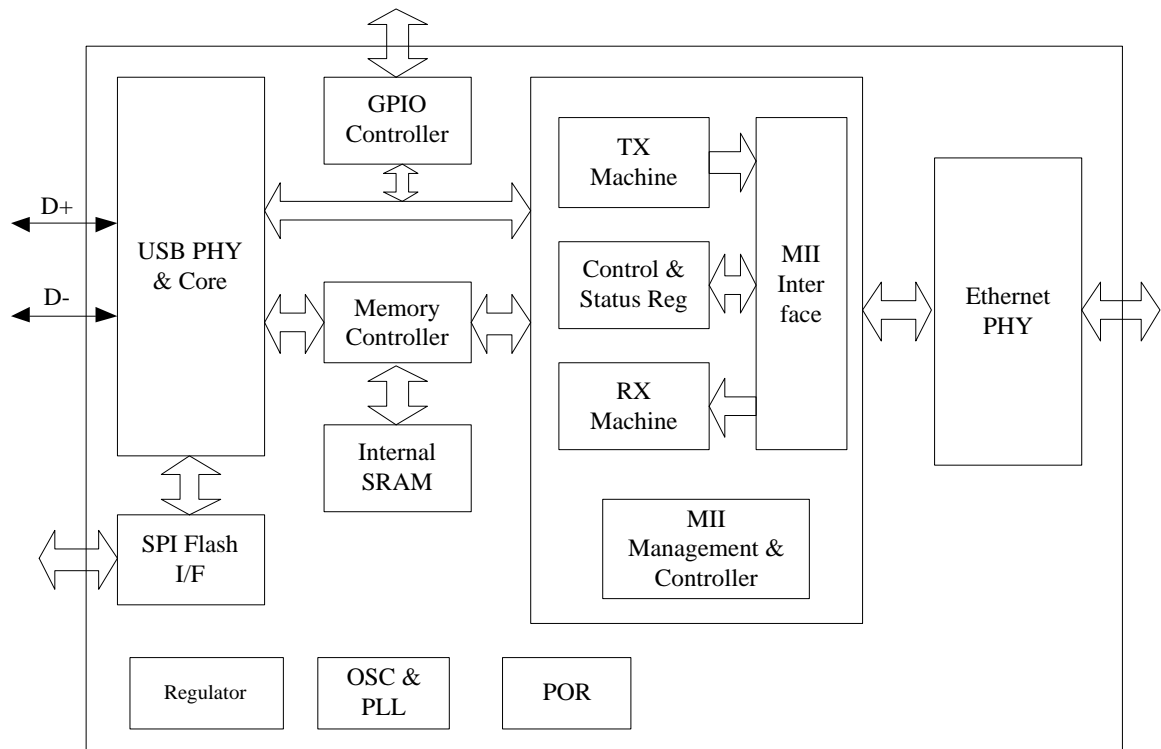 GPIO
Controller
TX
Machine
D+
USB PHY
& Core
D-
Control &
Status Reg
MII
Inter
face
Ethernet
PHY
Memory
Controller
RX
Machine
Internal
SRAM
SPI Flash
I/F
MII
Management &
Controller
Regulator
OSC &
PLL
POR